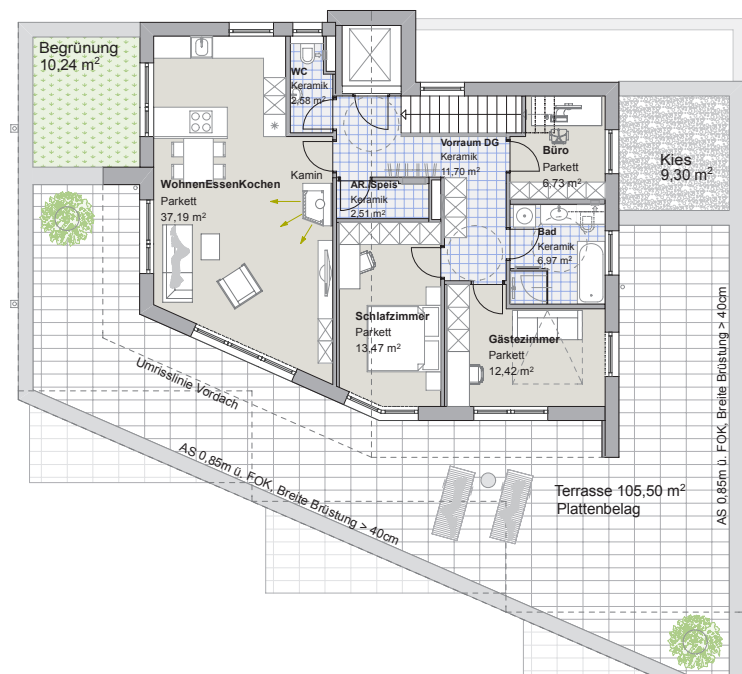 Begrünung
10,24 m²
WC
Keramik
2,58 m²
Vorraum DG
Keramik
11,70 m²
Büro
Parkett
6,73 m²
Kies
9,30 m²
WohnenEssenKochen
Parkett
37,19 m²
Kamin
AR./Speis
Keramik
2,51 m²
Bad
Keramik
6,97 m²
Schlafzimmer
Parkett
13,47 m²
Gästezimmer
Parkett
12,42 m²
Umrisslinie Vordach
AS 0,85m ü. FOK, Breite Brüstung > 40cm
AS 0,85m ü. FOK, Breite Brüstung > 40cm
Terrasse 105,50 m²
Plattenbelag